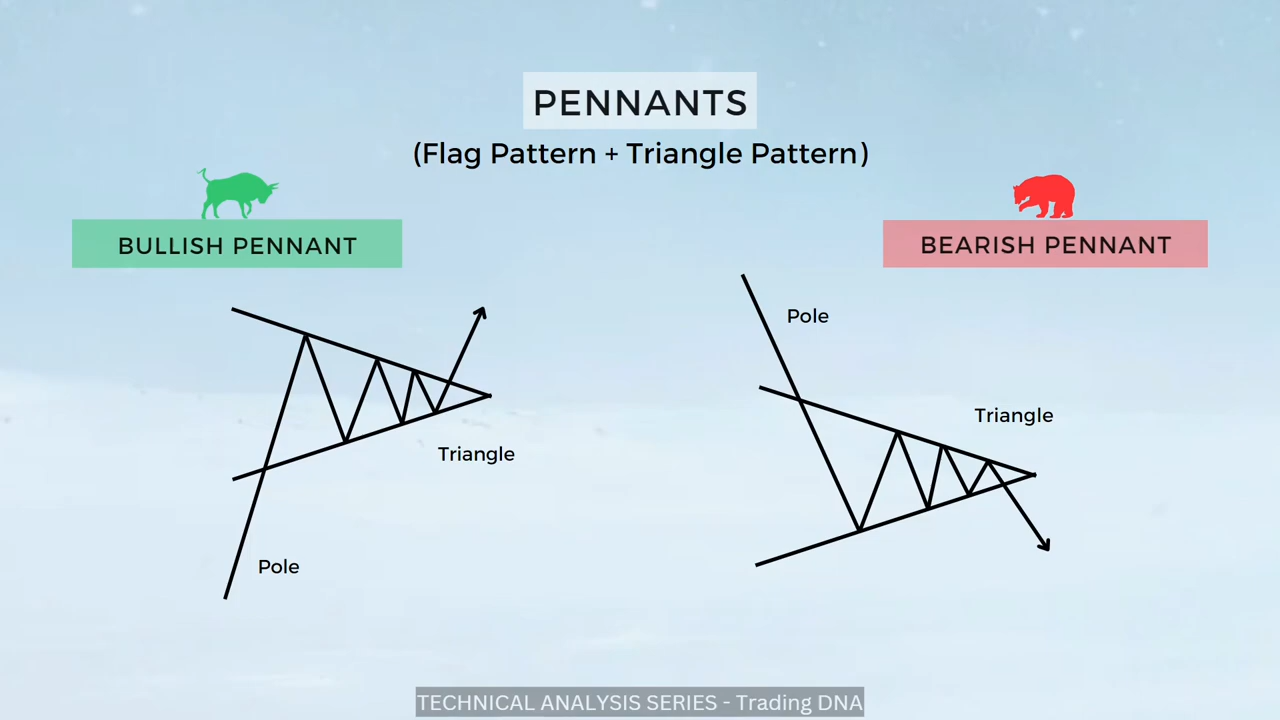 PENNANTS
(Flag Pattern + Triangle Pattern)
BULLISH PENNANT
BEARISH PENNANT
Pole
Triangle
Triangle
Pole
TECHNICAL ANALYSIS SERIES - Trading DNA